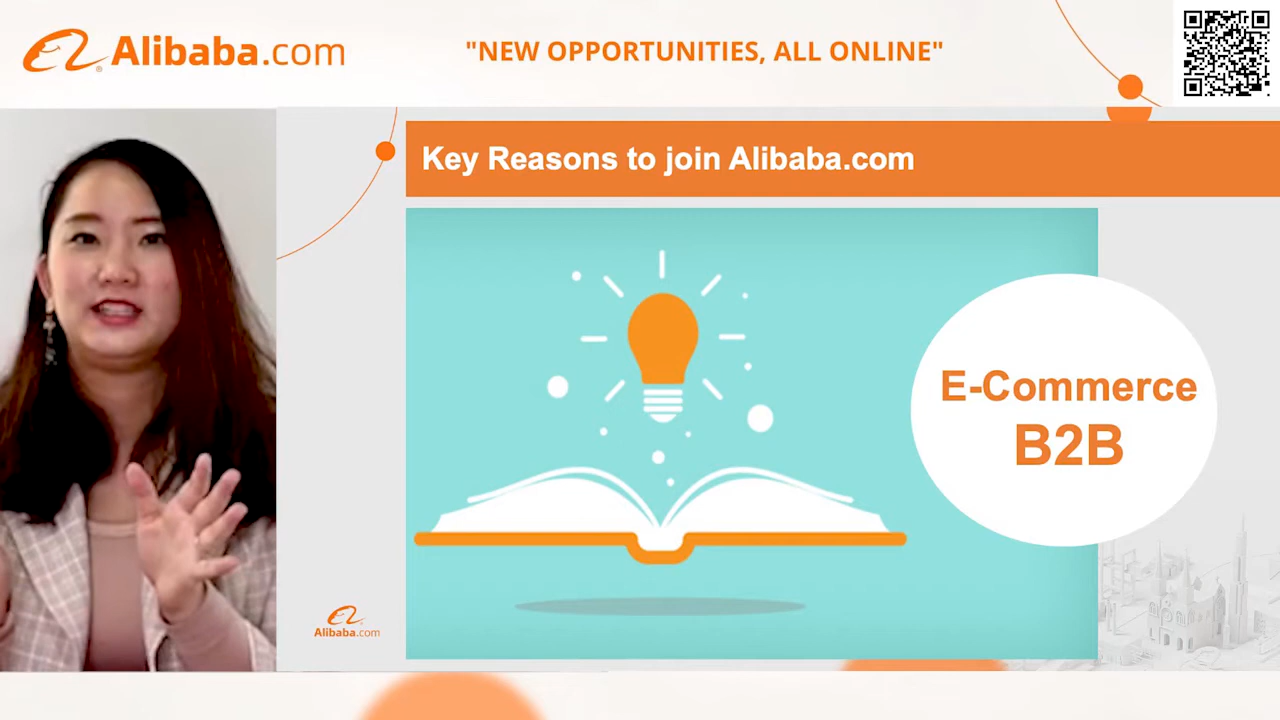 Alibaba.com
"NEW OPPORTUNITIES, ALL ONLINE"
Key Reasons to join Alibaba.com
E-Commerce
B2B
Alibaba.com